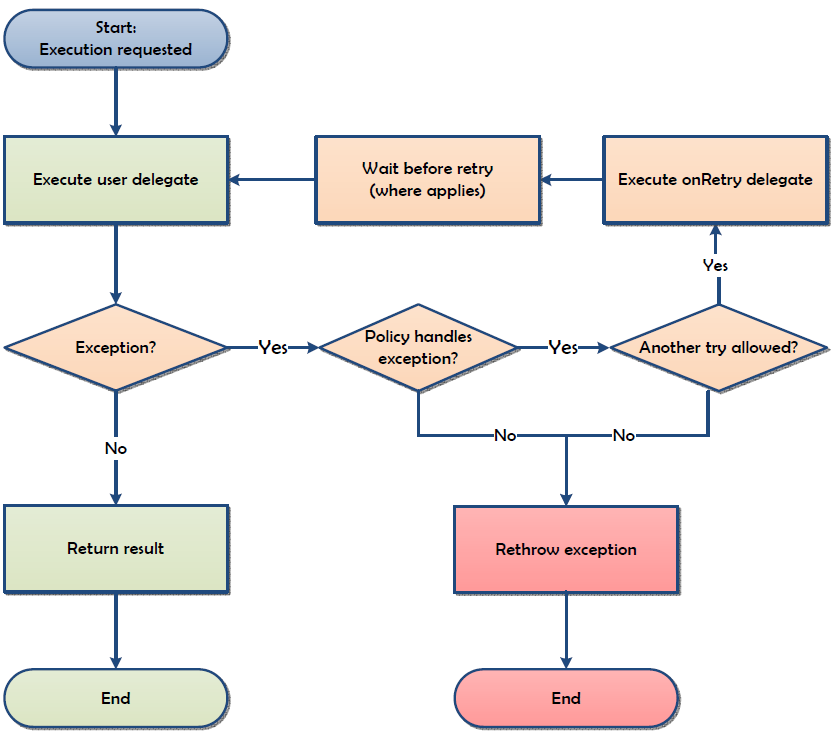 Start:
Execution requested
Execute user delegate
Wait before retry
(where applies)
Execute onRetry delegate
Yes
Exception?
Yes
Policy handles
exception?
Yes
Another try allowed?
No
No
No
Return result
Rethrow exception
End
End